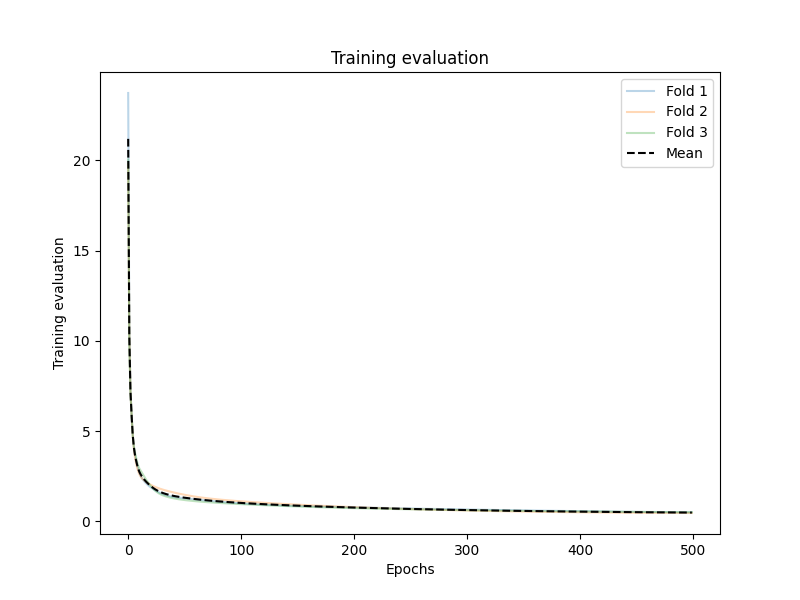 Training evaluation
Fold 1
Fold 2
Fold 3
Mean
Training evaluation
20
15
10
5
0
0 100 200 300 400 500
Epochs